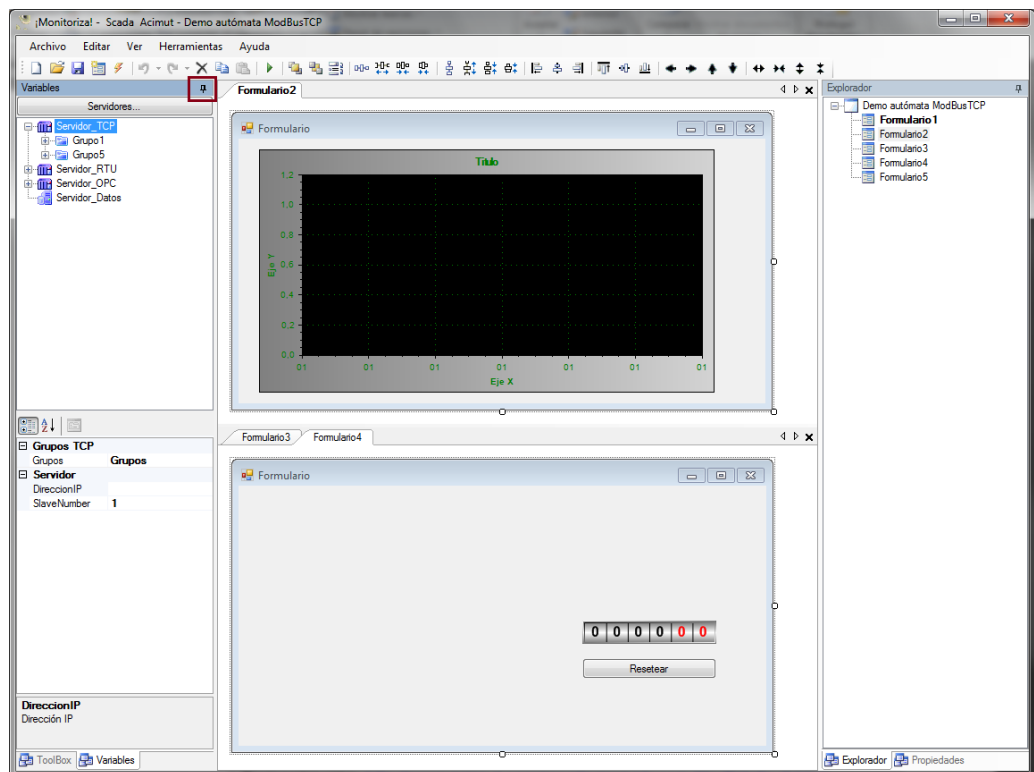 ¡Monitoriza! - Scada Acimut - Demo autómata ModBusTCP
Archivo Editar Ver Herramientas Ayuda
Variables
Servidores...
Servidor_TCP
Grupo1
Grupo5
Servidor_RTU
Servidor_OPC
Servidor_Datos
Grupos TCP
Grupos Grupos
Servidor
DireccionIP
SlaveNumber 1
DireccionIP
Dirección IP
ToolBox Variables
Formulario2
Formulario
Titulo
1.2
1.0
0.8
0.6
0.4
0.2
0.0
Eje Y
01 01 01 01 01 01 01
Eje X
Formulario3 Formulario4
Formulario
0 0 0 0 0 0
Resetear
Explorador
Demo autómata ModBusTCP
Formulario1
Formulario2
Formulario3
Formulario4
Formulario5
Explorador Propiedades